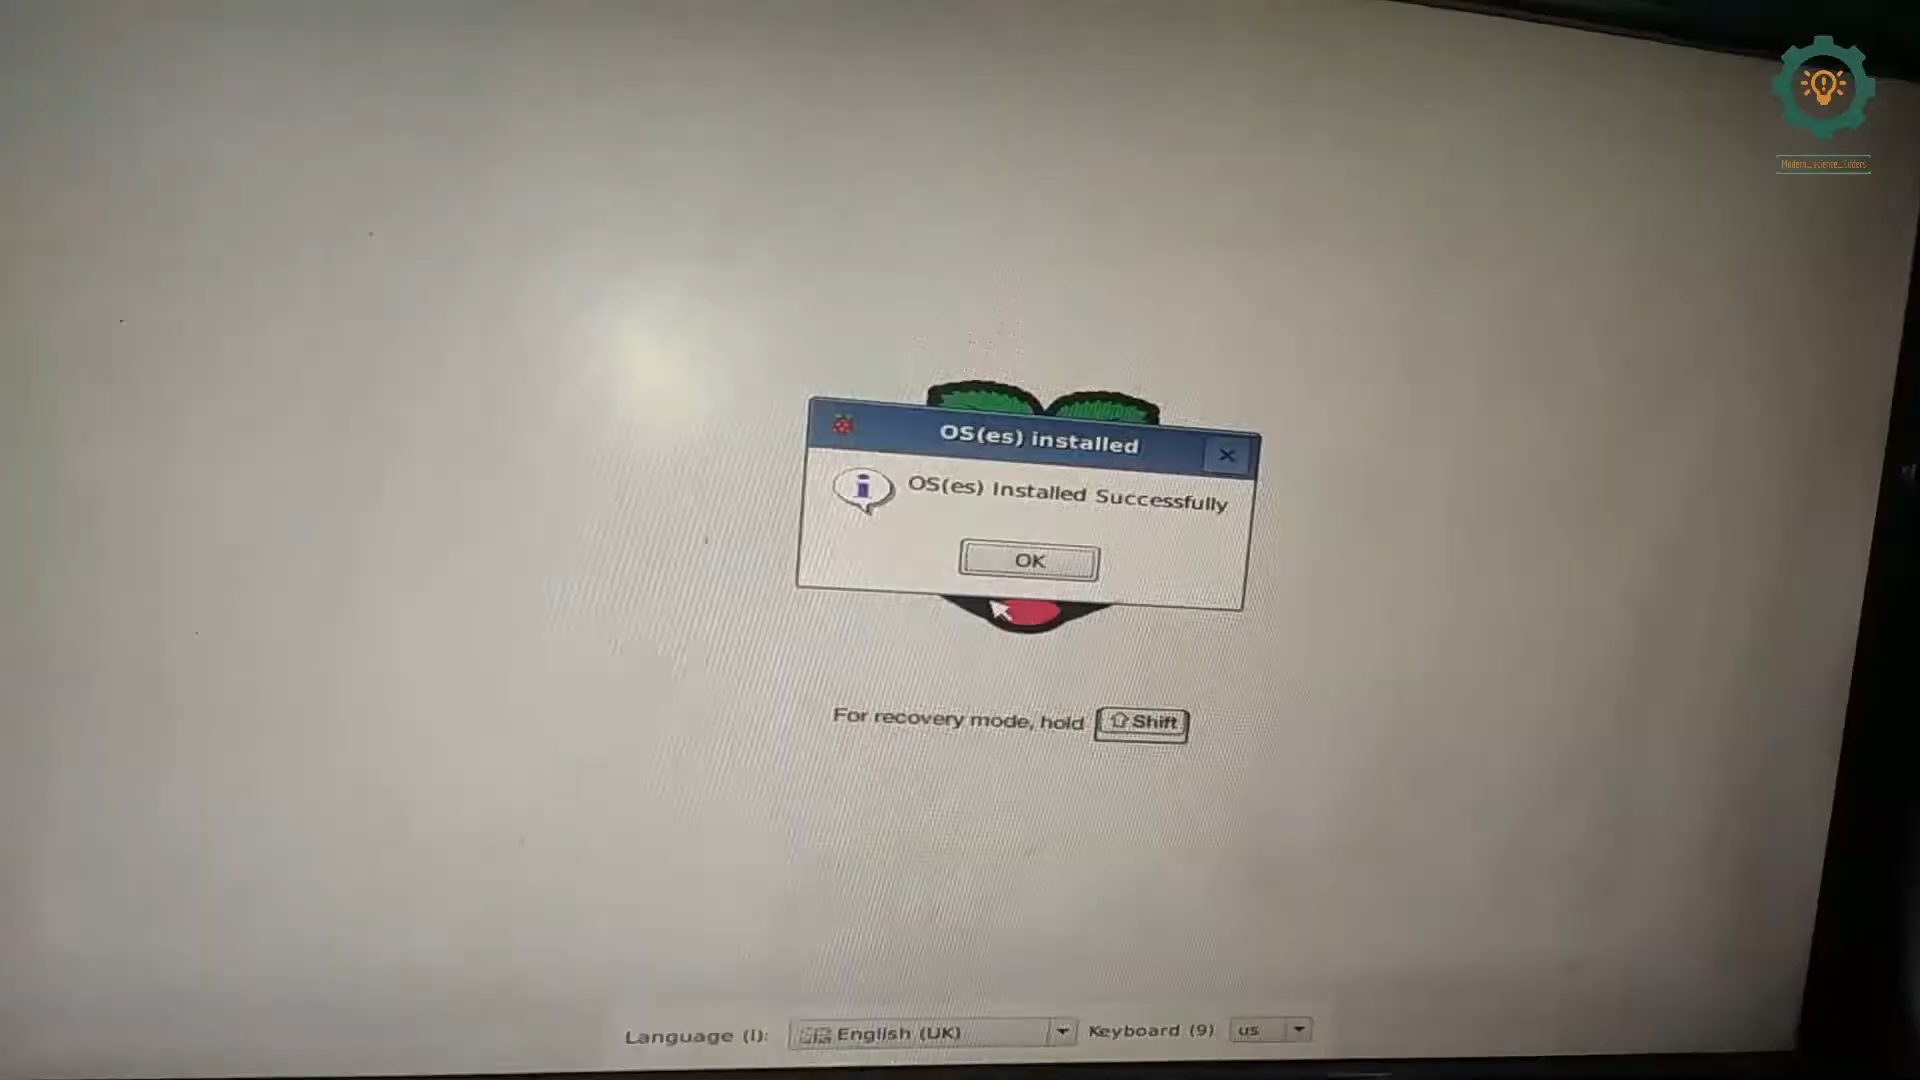 Modern_science_Coders
OS(es) installed
OS(es) Installed Successfully
OK
For recovery mode, hold Shift
Language (l): English (UK) Keyboard (9) us